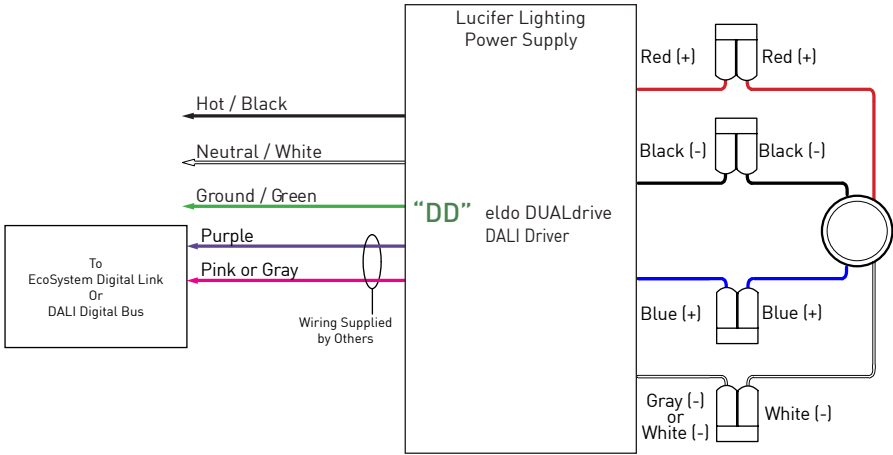 Lucifer Lighting
Power Supply
Hot / Black
Neutral / White
Ground / Green
Purple
Pink or Gray
To
EcoSystem Digital Link
Or
DALI Digital Bus
Wiring Supplied
by Others
“DD” eldo DUALdrive
DALI Driver
Red (+) Red (+)
Black (-) Black (-)
Blue (+) Blue (+)
Gray (-)
or
White (-)
White (-)